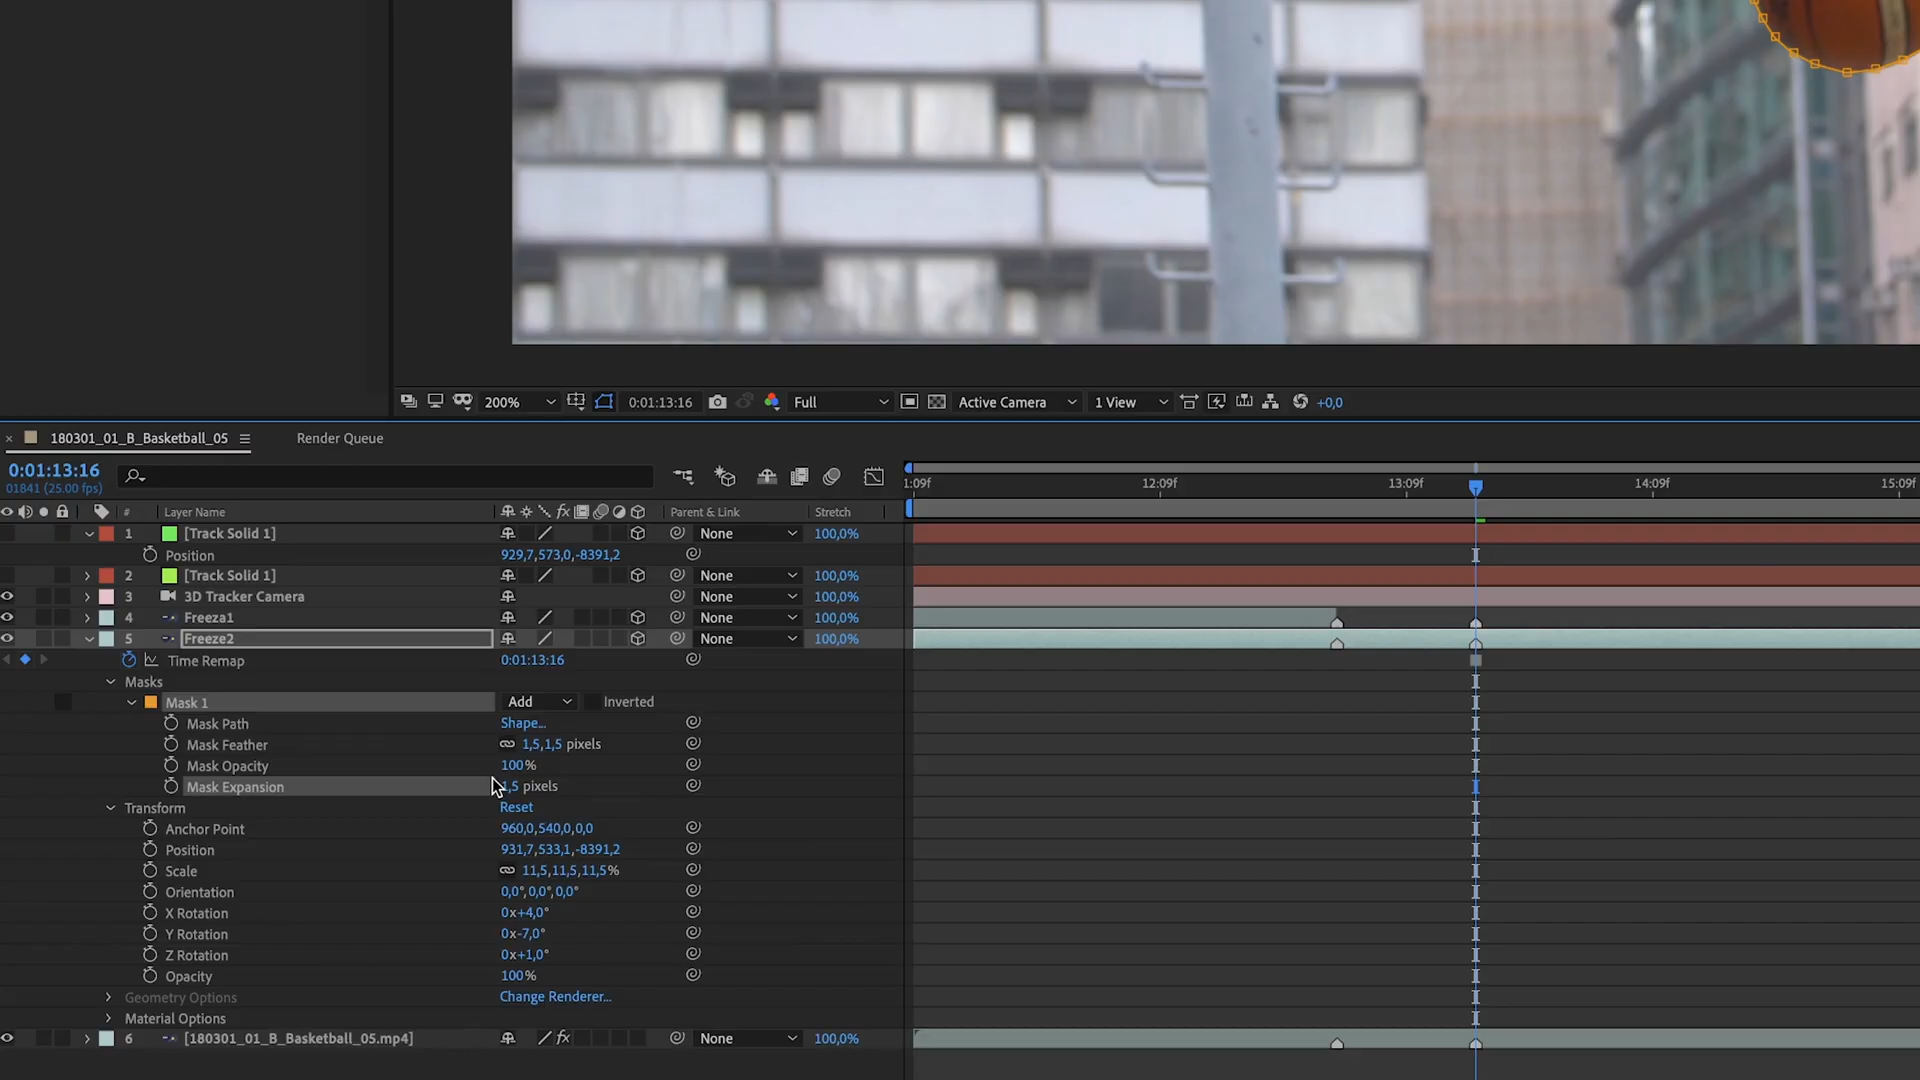 200% 0:01:13:16 Full Active Camera 1 View +0,0
× 180301_01_B_Basketball_05 Render Queue
0:01:13:16
01841 (25.00 fps)
1:09f 12:09f 13:09f 14:09f 15:09f
# Layer Name fx Parent & Link Stretch
1 [Track Solid 1] None 100,0%
Position 929,7,573,0,-8391,2
2 [Track Solid 1] None 100,0%
3 3D Tracker Camera None 100,0%
4 Freeza1 None 100,0%
5 Freeze2 None 100,0%
Time Remap 0:01:13:16
Masks
Mask 1 Add Inverted
Mask Path Shape...
Mask Feather 1,5,1,5 pixels
Mask Opacity 100%
Mask Expansion ,5 pixels
Transform Reset
Anchor Point 960,0,540,0,0,0
Position 931,7,533,1,-8391,2
Scale 11,5,11,5,11,5%
Orientation 0,0°,0,0°,0,0°
X Rotation 0x+4,0°
Y Rotation 0x-7,0°
Z Rotation 0x+1,0°
Opacity 100%
Geometry Options Change Renderer...
Material Options
6 [180301_01_B_Basketball_05.mp4] fx None 100,0%